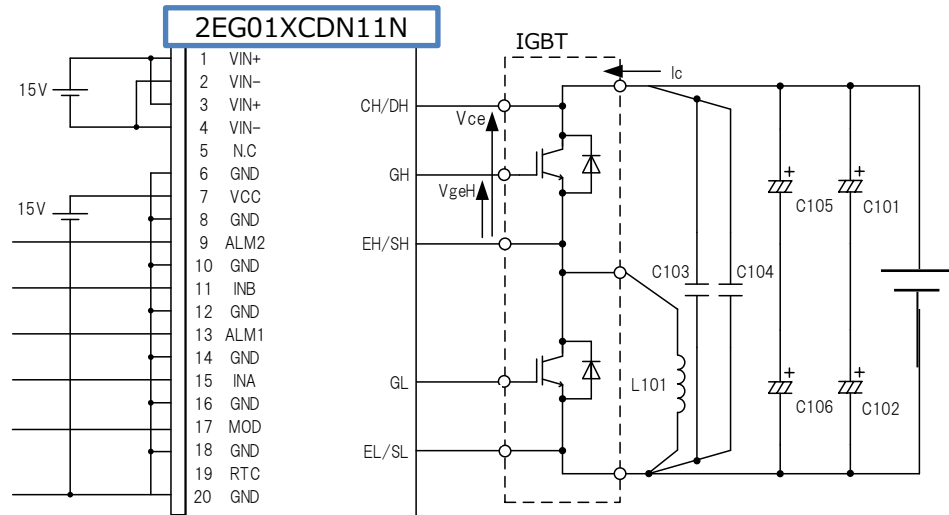 2EG01XCDN11N
IGBT
Ic
1 VIN+
2 VIN-
3 VIN+
4 VIN-
5 N.C
6 GND
7 VCC
8 GND
9 ALM2
10 GND
11 INB
12 GND
13 ALM1
14 GND
15 INA
16 GND
17 MOD
18 GND
19 RTC
20 GND
15V
15V
CH/DH
GH
EH/SH
GL
EL/SL
Vce
VgeH
C103
C104
L101
+
C105
+
C101
+
C106
+
C102